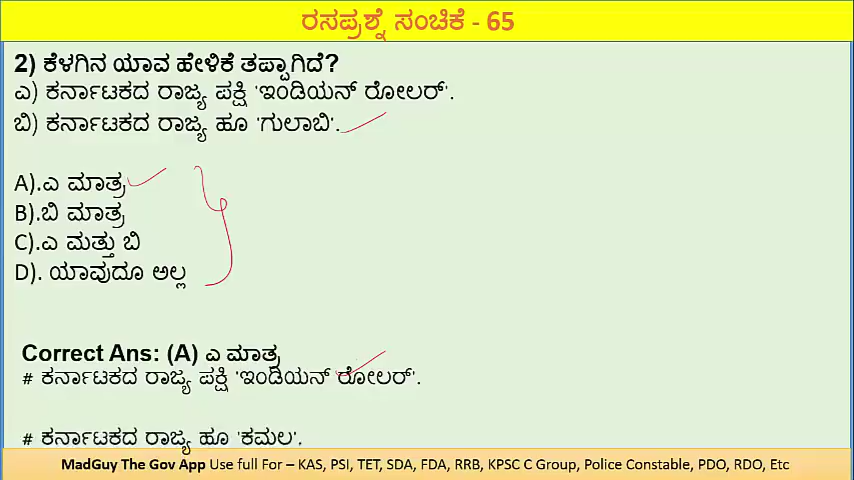 ರಸಪ್ರಶ್ನೆ ಸಂಚಿಕೆ - 65
2) ಕೆಳಗಿನ ಯಾವ ಹೇಳಿಕೆ ತಪ್ಪಾಗಿದೆ?
ಎ) ಕರ್ನಾಟಕದ ರಾಜ್ಯ ಪಕ್ಷಿ 'ಇಂಡಿಯನ್ ರೋಲರ್'.
ಬಿ) ಕರ್ನಾಟಕದ ರಾಜ್ಯ ಹೂ 'ಗುಲಾಬಿ'.
A).ಎ ಮಾತ್ರ
B).ಬಿ ಮಾತ್ರ
C).ಎ ಮತ್ತು ಬಿ
D). ಯಾವುದೂ ಅಲ್ಲ
Correct Ans: (A) ಎ ಮಾತ್ರ
# ಕರ್ನಾಟಕದ ರಾಜ್ಯ ಪಕ್ಷಿ 'ಇಂಡಿಯನ್ ರೋಲರ್'.
# ಕರ್ನಾಟಕದ ರಾಜ್ಯ ಹೂ 'ಕಮಲ'.
MadGuy The Gov App Use full For – KAS, PSI, TET, SDA, FDA, RRB, KPSC C Group, Police Constable, PDO, RDO, Etc